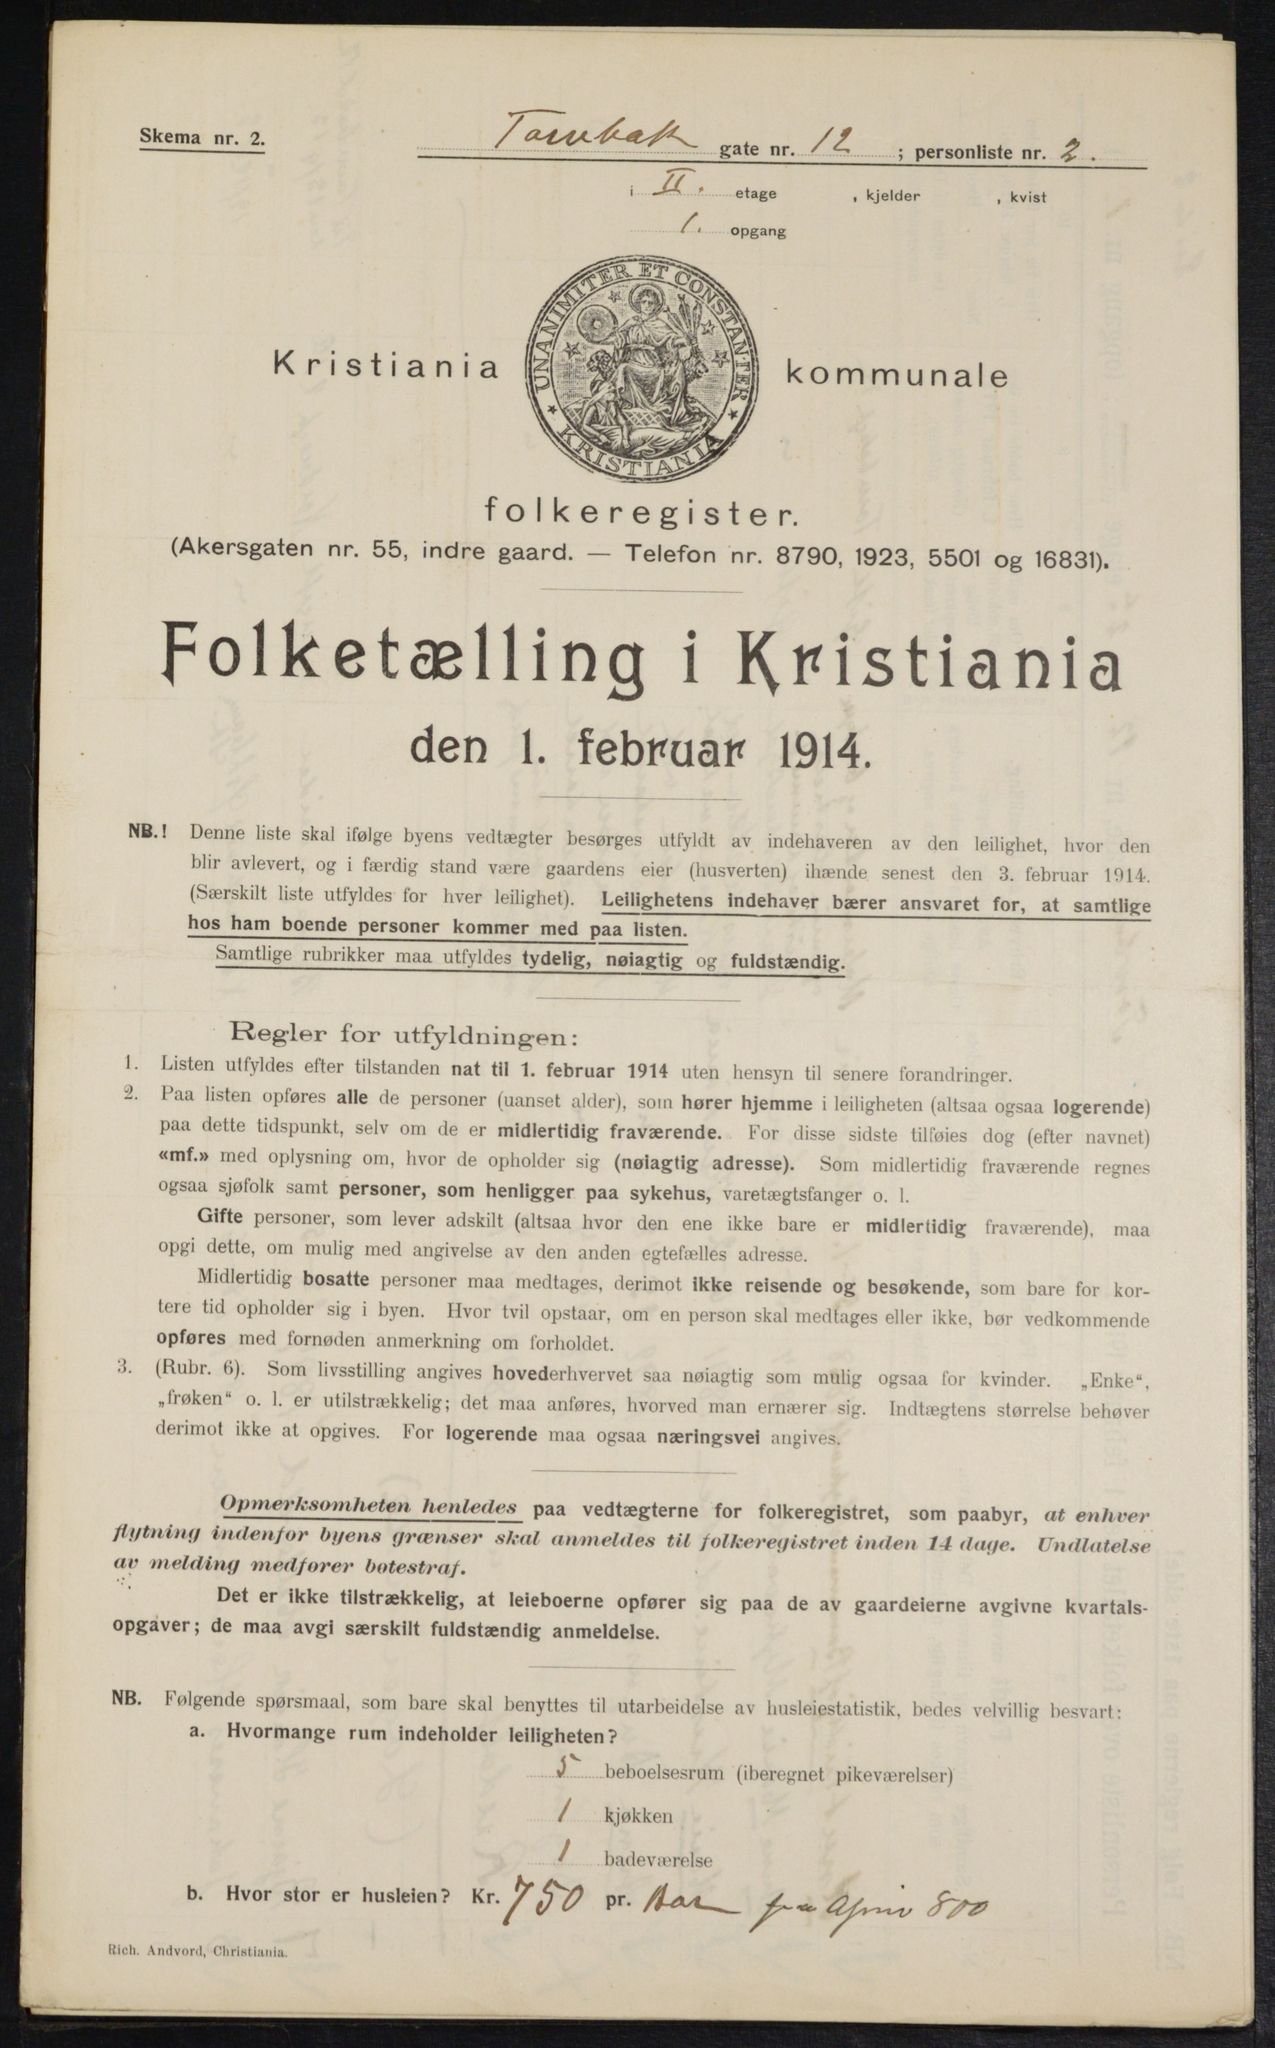 Skema nr. 2.
Tornbak gate nr. 12 ; personliste nr. 2.
i II. etage , kjelder , kvist
1. opgang
UNANIMITER ET CONSTANTER
KRISTIANIA
Kristiania kommunale
folkeregister.
(Akersgaten nr. 55, indre gaard. — Telefon nr. 8790, 1923, 5501 og 16831).
Folketælling i Kristiania
den 1. februar 1914.
NB.! Denne liste skal ifølge byens vedtægter besørges utfyldt av indehaveren av den leilighet, hvor den
blir avlevert, og i færdig stand være gaardens eier (husverten) ihænde senest den 3. februar 1914.
(Særskilt liste utfyldes for hver leilighet). Leilighetens indehaver bærer ansvaret for, at samtlige
hos ham boende personer kommer med paa listen.
Samtlige rubrikker maa utfyldes tydelig, nøiagtig og fuldstændig.
Regler for utfyldningen:
1. Listen utfyldes efter tilstanden nat til 1. februar 1914 uten hensyn til senere forandringer.
2. Paa listen opføres alle de personer (uanset alder), som hører hjemme i leiligheten (altsaa ogsaa logerende)
paa dette tidspunkt, selv om de er midlertidig fraværende. For disse sidste tilføies dog (efter navnet)
«mf.» med oplysning om, hvor de opholder sig (nøiagtig adresse). Som midlertidig fraværende regnes
ogsaa sjøfolk samt personer, som henligger paa sykehus, varetægtsfanger o. l.
Gifte personer, som lever adskilt (altsaa hvor den ene ikke bare er midlertidig fraværende), maa
opgi dette, om mulig med angivelse av den anden egtefælles adresse.
Midlertidig bosatte personer maa medtages, derimot ikke reisende og besøkende, som bare for kor-
tere tid opholder sig i byen. Hvor tvil opstaar, om en person skal medtages eller ikke, bør vedkommende
opføres med fornøden anmerkning om forholdet.
3. (Rubr. 6). Som livsstilling angives hovederhvervet saa nøiagtig som mulig ogsaa for kvinder. „Enke“,
„frøken“ o. l. er utilstrækkelig; det maa anføres, hvorved man ernærer sig. Indtægtens størrelse behøver
derimot ikke at opgives. For logerende maa ogsaa næringsvei angives.
Opmerksomheten henledes paa vedtægterne for folkeregistret, som paabyr, at enhver
flytning indenfor byens grænser skal anmeldes til folkeregistret inden 14 dage. Undlatelse
av melding medfører botestraf.
Det er ikke tilstrækkelig, at leieboerne opfører sig paa de av gaardeierne avgivne kvartals-
opgaver; de maa avgi særskilt fuldstændig anmeldelse.
NB. Følgende spørsmaal, som bare skal benyttes til utarbeidelse av husleiestatistik, bedes velvillig besvart:
a. Hvormange rum indeholder leiligheten?
5 beboelsesrum (iberegnet pikeværelser)
1 kjøkken
1 badeværelse
b. Hvor stor er husleien? Kr. 750 pr. Aar fra April 800
Rich. Andvord, Christiania.